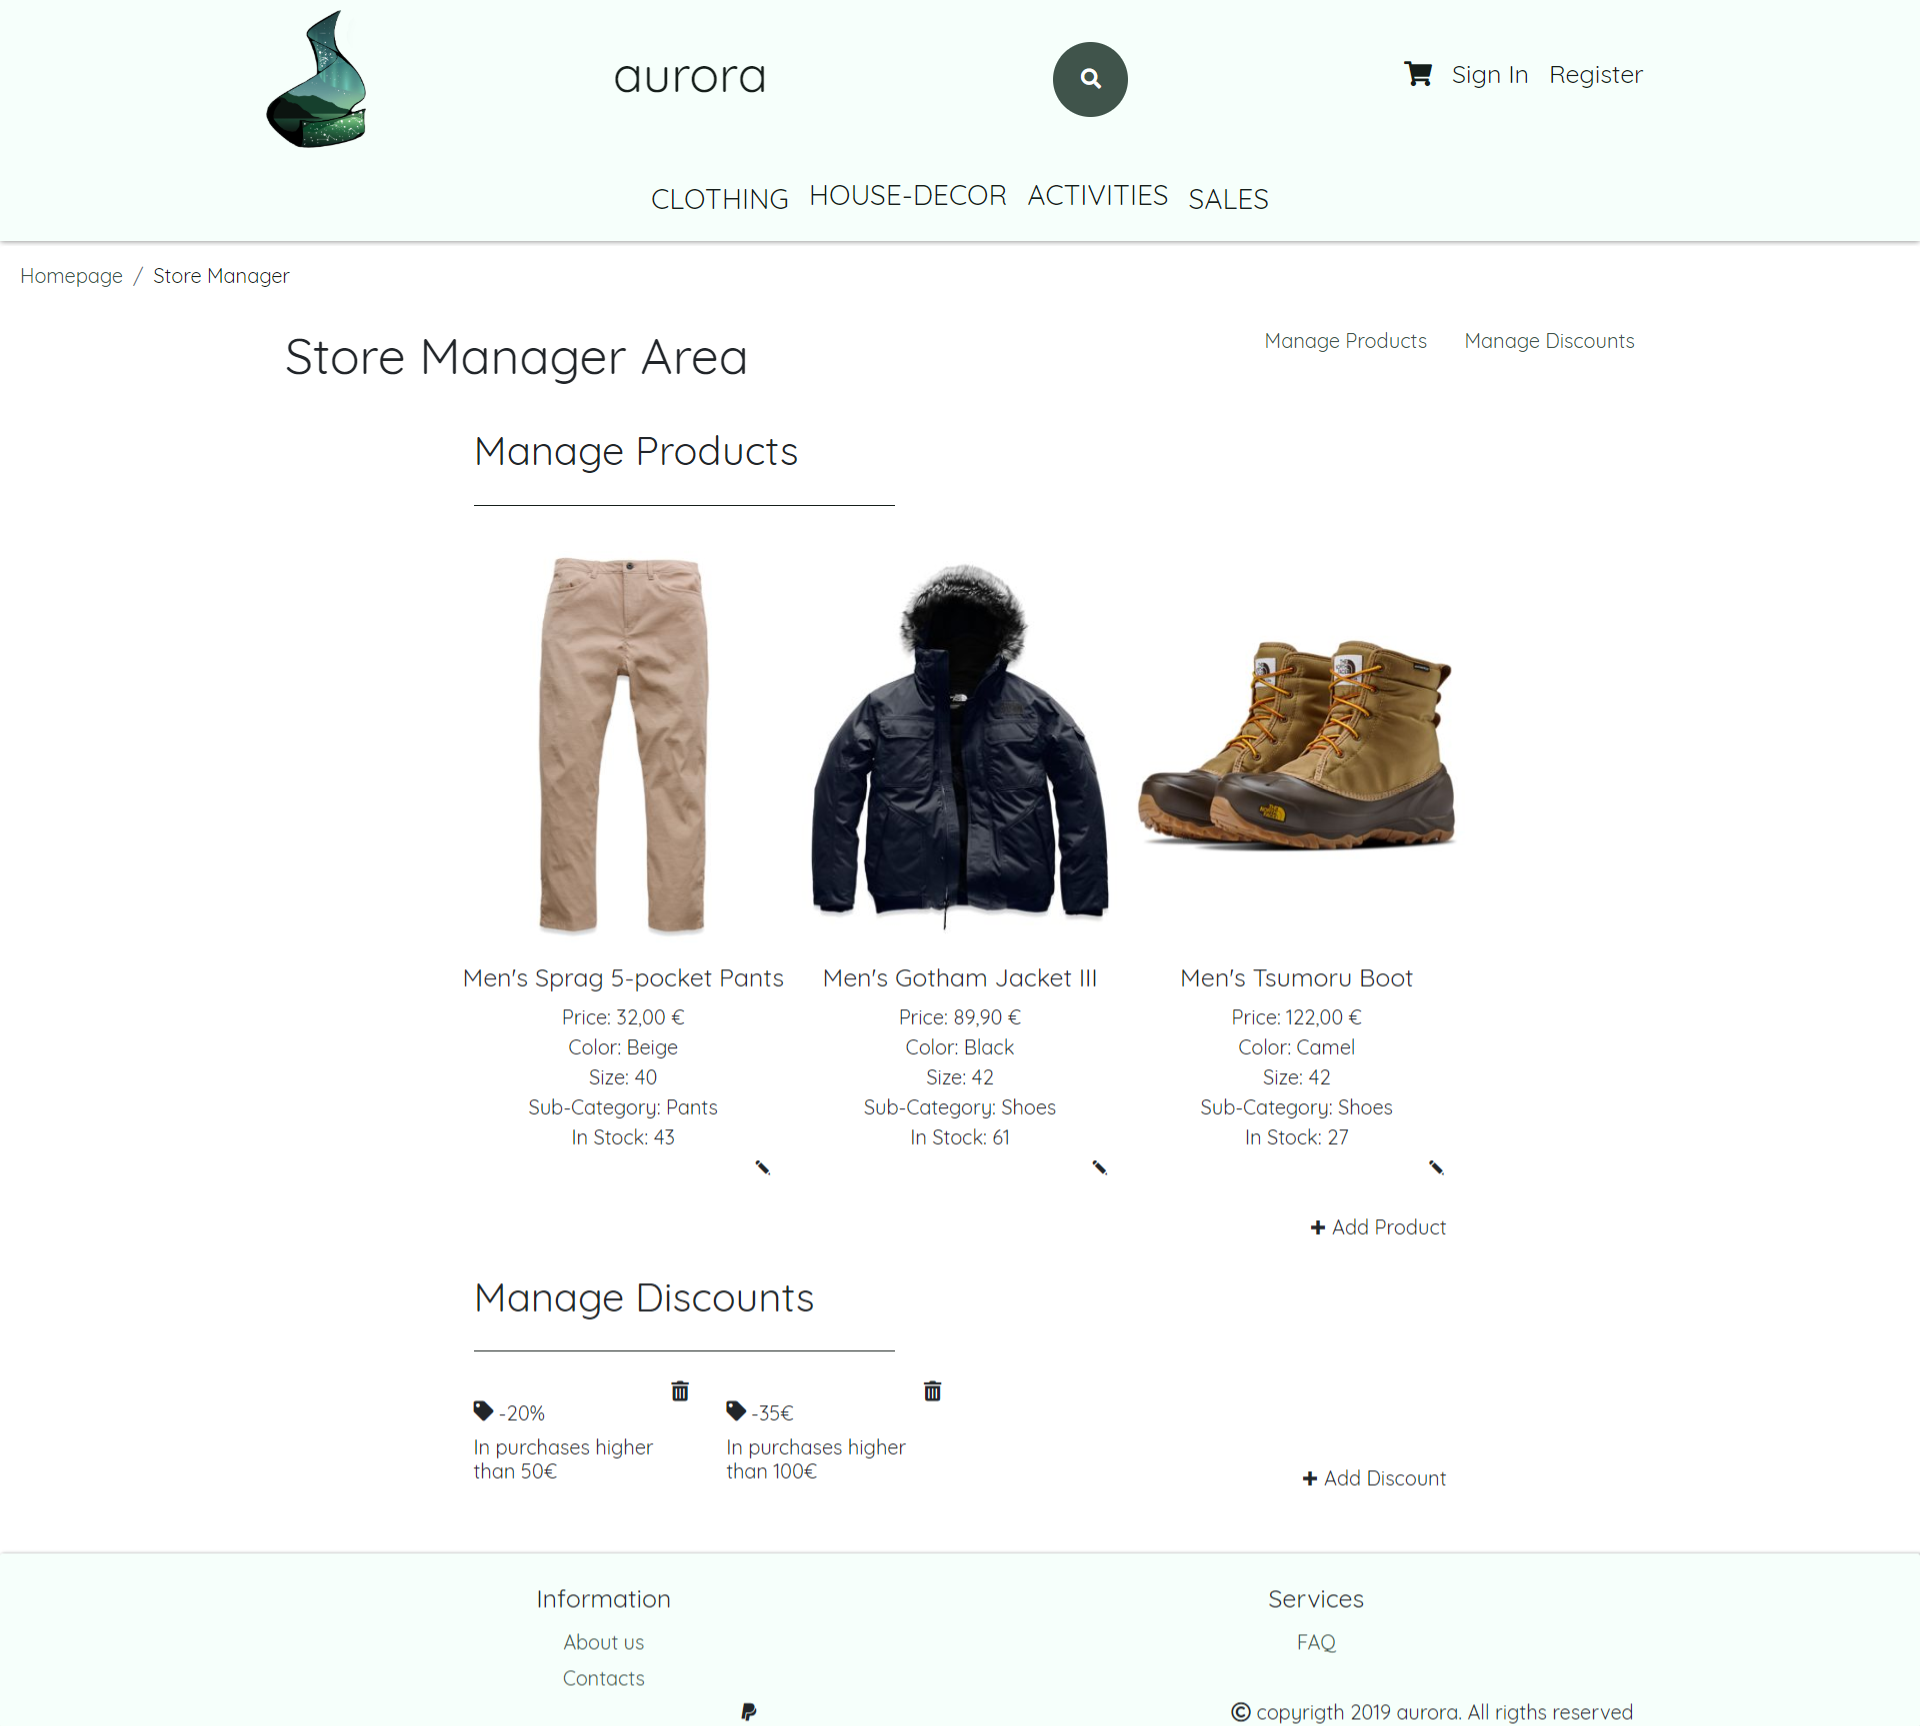 aurora
Sign In Register
CLOTHING HOUSE-DECOR ACTIVITIES SALES
Homepage / Store Manager
Store Manager Area
Manage Products Manage Discounts
Manage Products
Men's Sprag 5-pocket Pants
Price: 32,00 €
Color: Beige
Size: 40
Sub-Category: Pants
In Stock: 43
Men's Gotham Jacket III
Price: 89,90 €
Color: Black
Size: 42
Sub-Category: Shoes
In Stock: 61
Men's Tsumoru Boot
Price: 122,00 €
Color: Camel
Size: 42
Sub-Category: Shoes
In Stock: 27
Add Product
Manage Discounts
-20%
In purchases higher
than 50€
-35€
In purchases higher
than 100€
Add Discount
Information
About us
Contacts
Services
FAQ
© copyrigth 2019 aurora. All rigths reserved